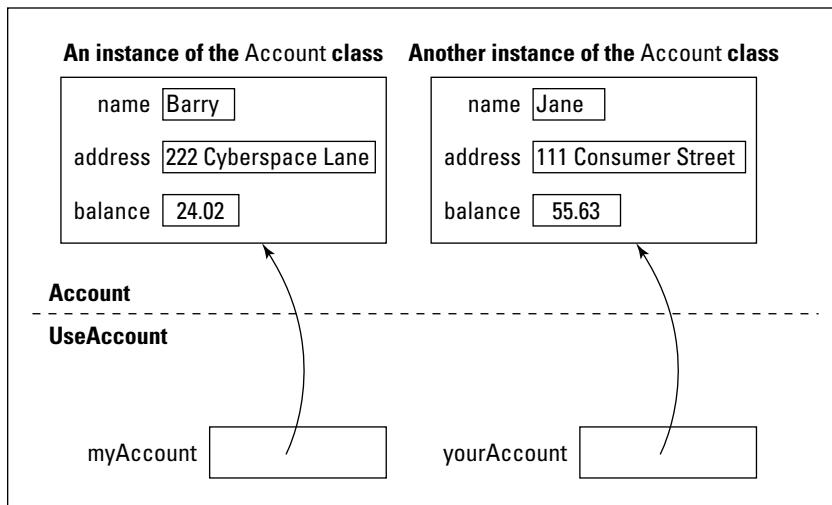 An instance of the Account class
name Barry
address 222 Cyberspace Lane
balance 24.02
Another instance of the Account class
name Jane
address 111 Consumer Street
balance 55.63
Account
UseAccount
myAccount
yourAccount